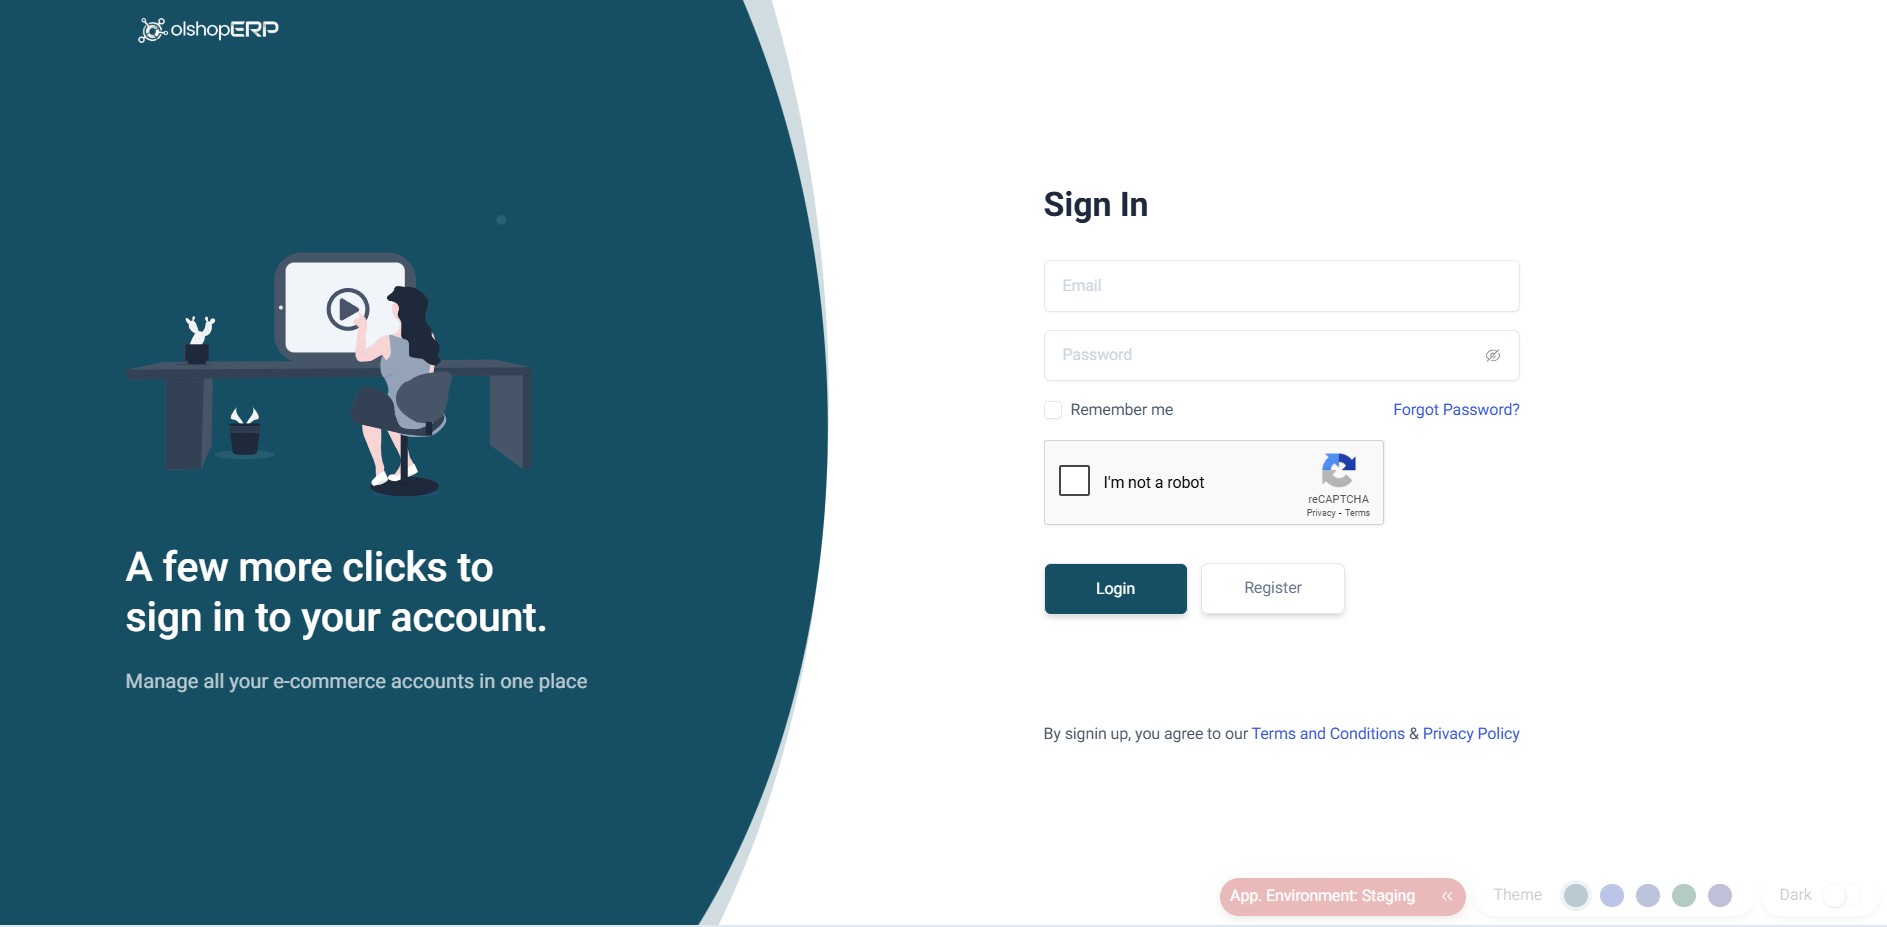 olshopERP
A few more clicks to
sign in to your account.
Manage all your e-commerce accounts in one place
Sign In
Email
Password
Remember me
Forgot Password?
I'm not a robot
reCAPTCHA
Privacy - Terms
Login
Register
By signin up, you agree to our Terms and Conditions & Privacy Policy
App. Environment: Staging
Theme
Dark